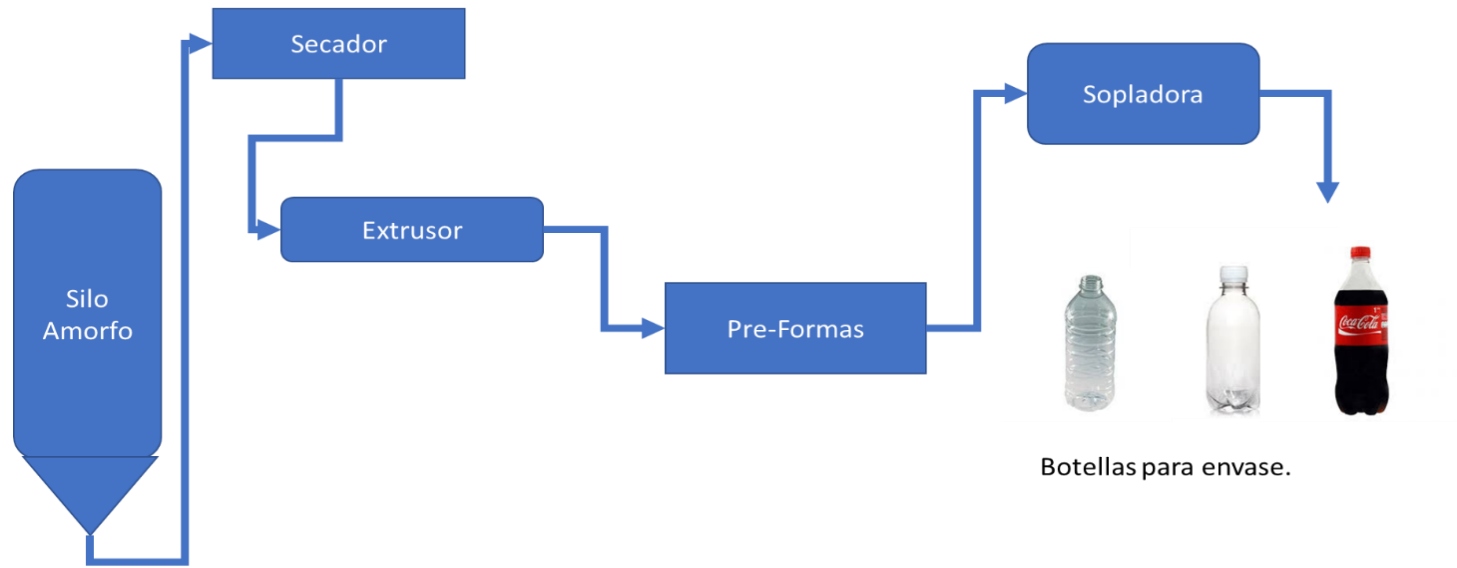 Secador
Sopladora
Extrusor
Silo
Amorfo
Pre-Formas
Coca-Cola
Botellas para envase.